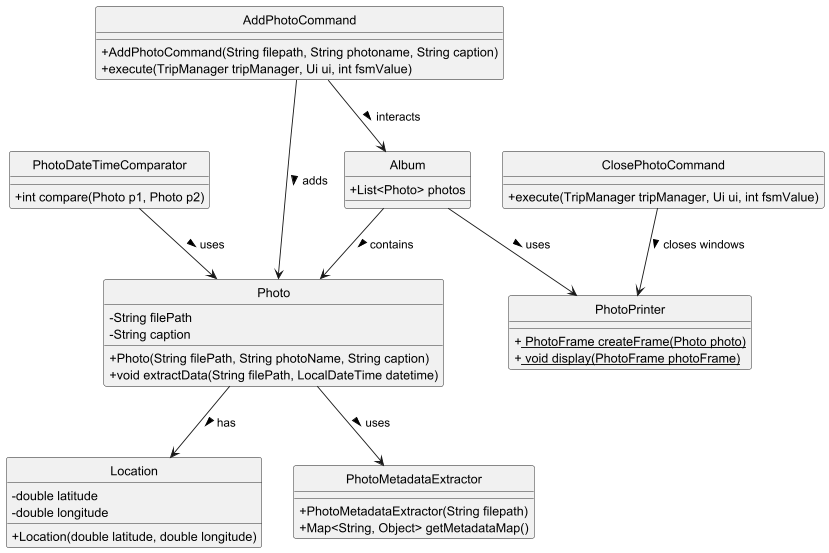 AddPhotoCommand
+AddPhotoCommand(String filepath, String photoname, String caption)
+execute(TripManager tripManager, Ui ui, int fsmValue)
interacts
adds
PhotoDateTimeComparator
+int compare(Photo p1, Photo p2)
Album
+List<Photo> photos
ClosePhotoCommand
+execute(TripManager tripManager, Ui ui, int fsmValue)
uses
contains
uses
closes windows
Photo
-String filePath
-String caption
+Photo(String filePath, String photoName, String caption)
+void extractData(String filePath, LocalDateTime datetime)
PhotoPrinter
+ PhotoFrame createFrame(Photo photo)
+ void display(PhotoFrame photoFrame)
has
uses
Location
-double latitude
-double longitude
+Location(double latitude, double longitude)
PhotoMetadataExtractor
+PhotoMetadataExtractor(String filepath)
+Map<String, Object> getMetadataMap()